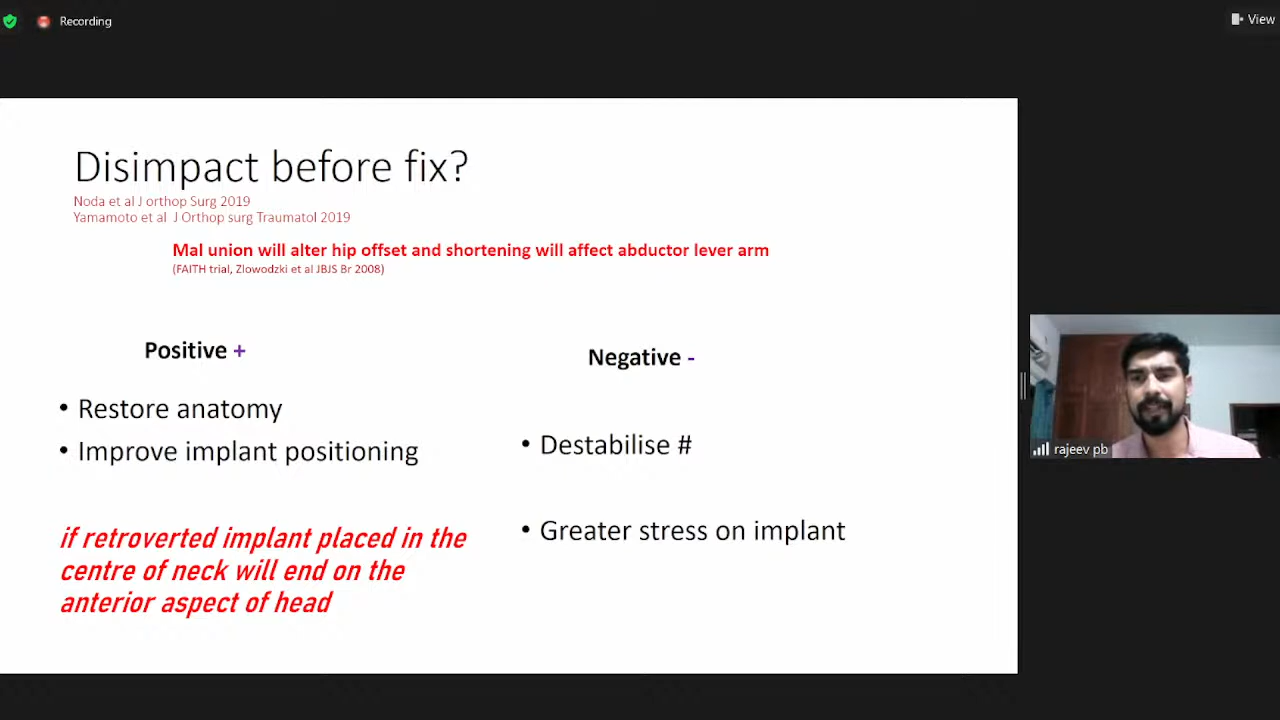 Recording
View
Disimpact before fix?
Noda et al J orthop Surg 2019
Yamamoto et al J Orthop surg Traumatol 2019
Mal union will alter hip offset and shortening will affect abductor lever arm
(FAITH trial, Zlowodzki et al JBJS Br 2008)
Positive +
• Restore anatomy
• Improve implant positioning
if retroverted implant placed in the
centre of neck will end on the
anterior aspect of head
Negative -
• Destabilise #
• Greater stress on implant
rajeev pb